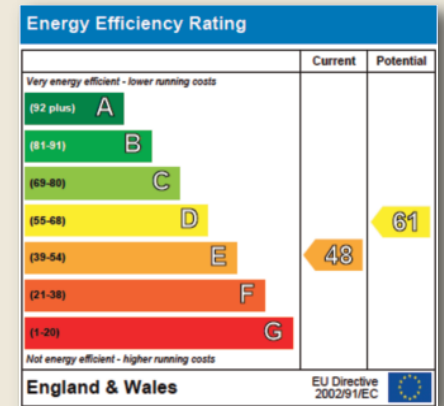 Energy Efficiency Rating
Current Potential
Very energy efficient - lower running costs
(92 plus) A
(81-91) B
(69-80) C
(55-68) D
61
(39-54) E
48
(21-38) F
(1-20) G
Not energy efficient - higher running costs
England & Wales
EU Directive
2002/91/EC